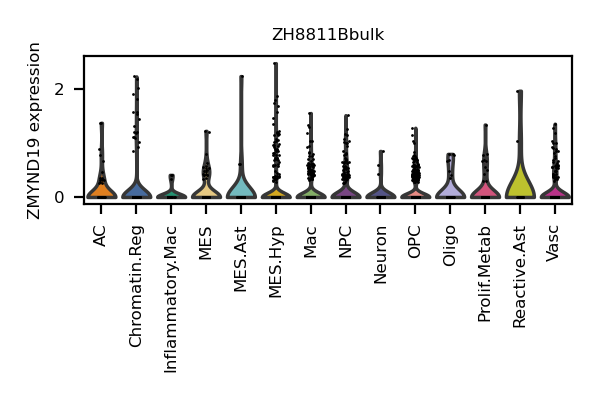 ZH8811Bbulk
ZMYND19 expression
2
0
AC
Chromatin.Reg
Inflammatory.Mac
MES
MES.Ast
MES.Hyp
Mac
NPC
Neuron
OPC
Oligo
Prolif.Metab
Reactive.Ast
Vasc